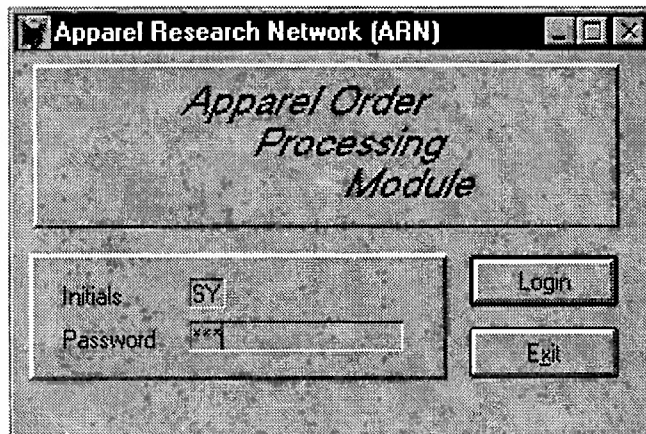 Apparel Research Network (ARN)
Apparel Order
Processing
Module
Initials SY
Login
Password ***
Exit